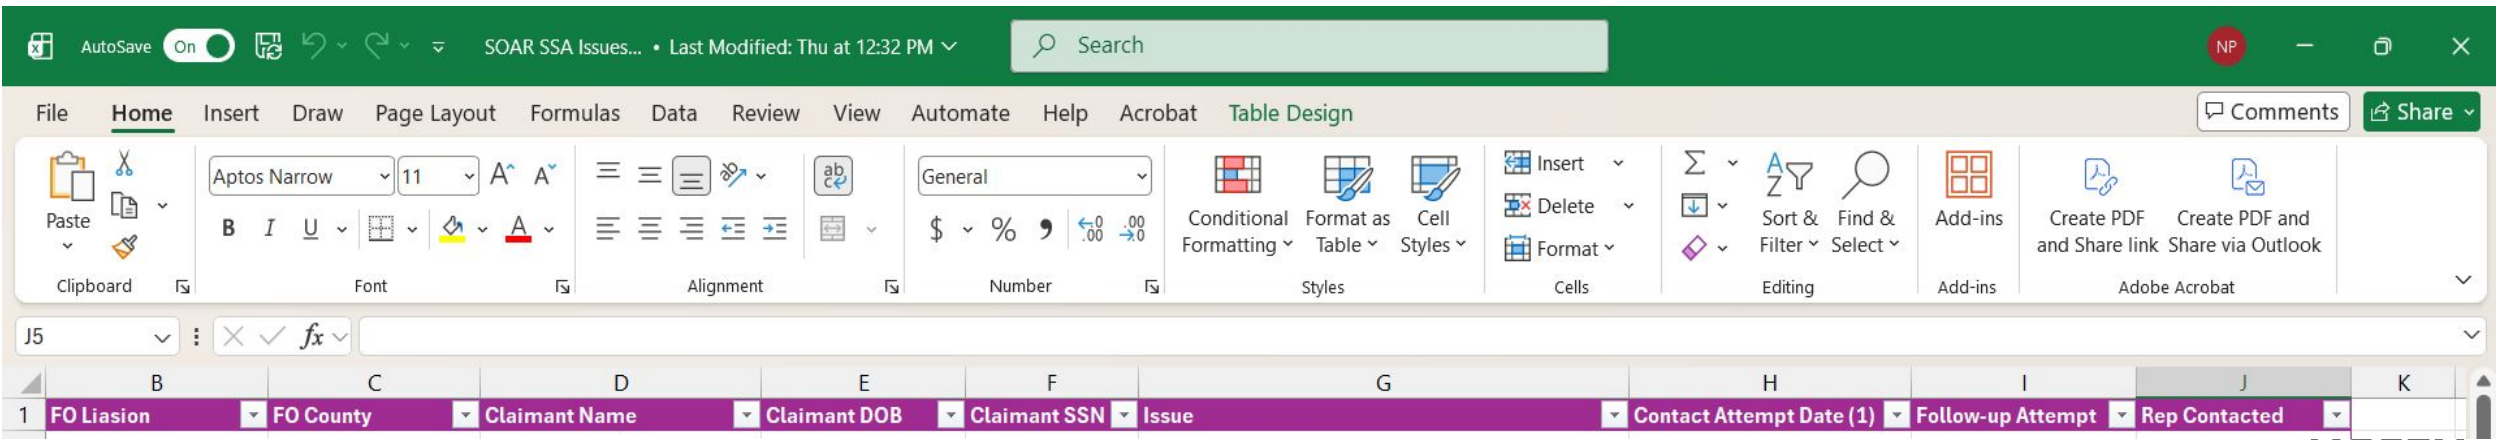 AutoSave On SOAR SSA Issues... • Last Modified: Thu at 12:32 PM Search NP
File Home Insert Draw Page Layout Formulas Data Review View Automate Help Acrobat Table Design Comments Share
Aptos Narrow 11 A A ab General Insert Σ A
Z
c
Paste B I U A $ % 9 .00 .00 Conditional Format as Cell Delete Sort & Find & Add-ins Create PDF Create PDF and
Formatting Table Styles Format Filter Select and Share link Share via Outlook
Clipboard Font Alignment Number Styles Cells Editing Add-ins Adobe Acrobat
J5 fx
B C D E F G H I J K
1 FO Liasion FO County Claimant Name Claimant DOB Claimant SSN Issue Contact Attempt Date (1) Follow-up Attempt Rep Contacted